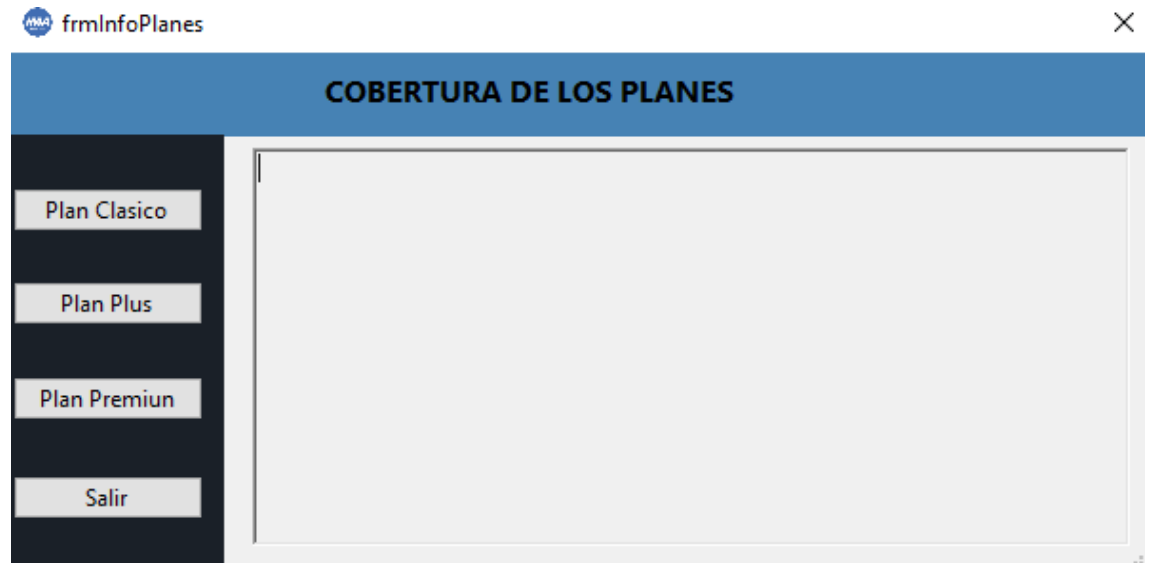 frmInfoPlanes
COBERTURA DE LOS PLANES
Plan Clasico
Plan Plus
Plan Premiun
Salir